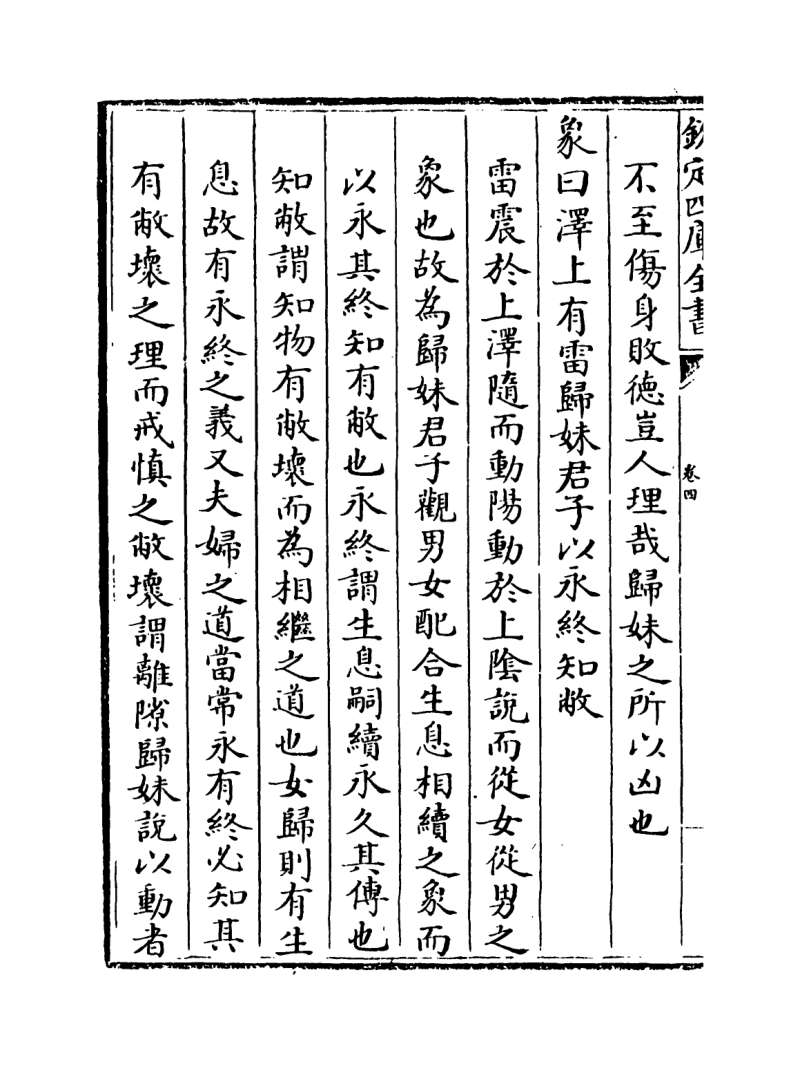 欽定四庫全書
卷四
不至傷身敗德豈人理哉歸妹之所以凶也
象曰澤上有雷歸妹君子以永終知敝
雷震於上澤隨而動陽動於上陰說而從女從男之
象也故為歸妹君子觀男女配合生息相續之象而
以永其終知有敝也永終謂生息嗣續永久其傳也
知敝謂知物有敝壞而為相繼之道也女歸則有生
息故有永終之義又夫婦之道當常永有終必知其
有敝壞之理而戒慎之敝壞謂離隙歸妹說以動者